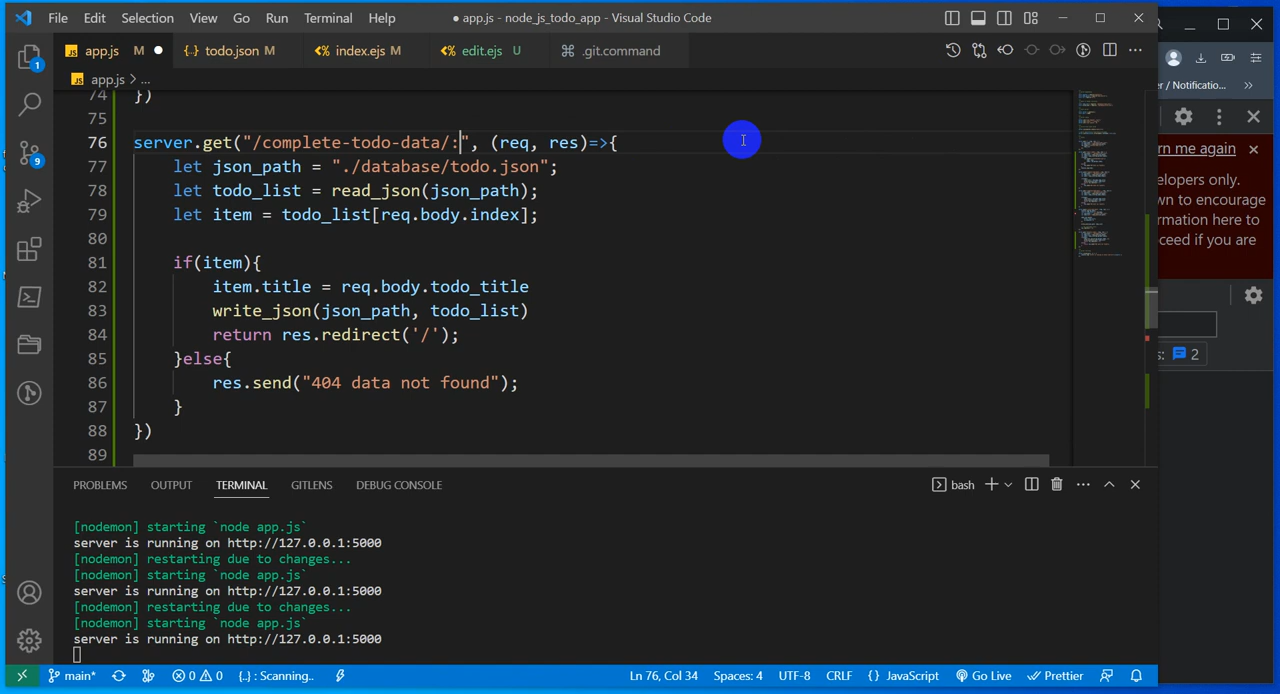 File Edit Selection View Go Run Terminal Help ● app.js - node_js_todo_app - Visual Studio Code
JS app.js M ● {..} todo.json M <% index.ejs M <% edit.ejs U .git.command
JS app.js > ...
74 })
75
76 server.get("/complete-todo-data/:", (req, res)=>{
77 let json_path = "./database/todo.json";
78 let todo_list = read_json(json_path);
79 let item = todo_list[req.body.index];
80
81 if(item){
82 item.title = req.body.todo_title
83 write_json(json_path, todo_list)
84 return res.redirect('/');
85 }else{
86 res.send("404 data not found");
87 }
88 })
89
1
9
PROBLEMS OUTPUT TERMINAL GITLENS DEBUG CONSOLE bash
[nodemon] starting `node app.js`
server is running on http://127.0.0.1:5000
[nodemon] restarting due to changes...
[nodemon] starting `node app.js`
server is running on http://127.0.0.1:5000
[nodemon] restarting due to changes...
[nodemon] starting `node app.js`
server is running on http://127.0.0.1:5000
main* 0 0 {..} : Scanning.. Ln 76, Col 34 Spaces: 4 UTF-8 CRLF {} JavaScript Go Live Prettier
er / Notificatio... »
rn me again
elopers only.
wn to encourage
rmation here to
ceed if you are
s: 2